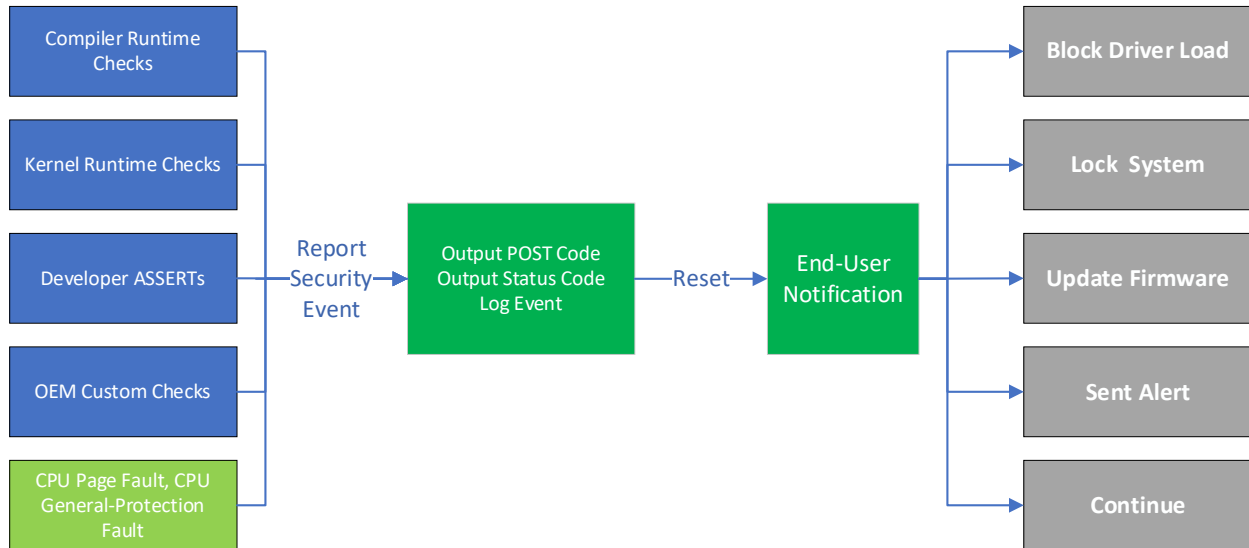 Compiler Runtime
Checks
Kernel Runtime Checks
Developer ASSERTs
OEM Custom Checks
CPU Page Fault, CPU
General-Protection
Fault
Report
Security
Event
Output POST Code
Output Status Code
Log Event
Reset
End-User
Notification
Block Driver Load
Lock System
Update Firmware
Sent Alert
Continue